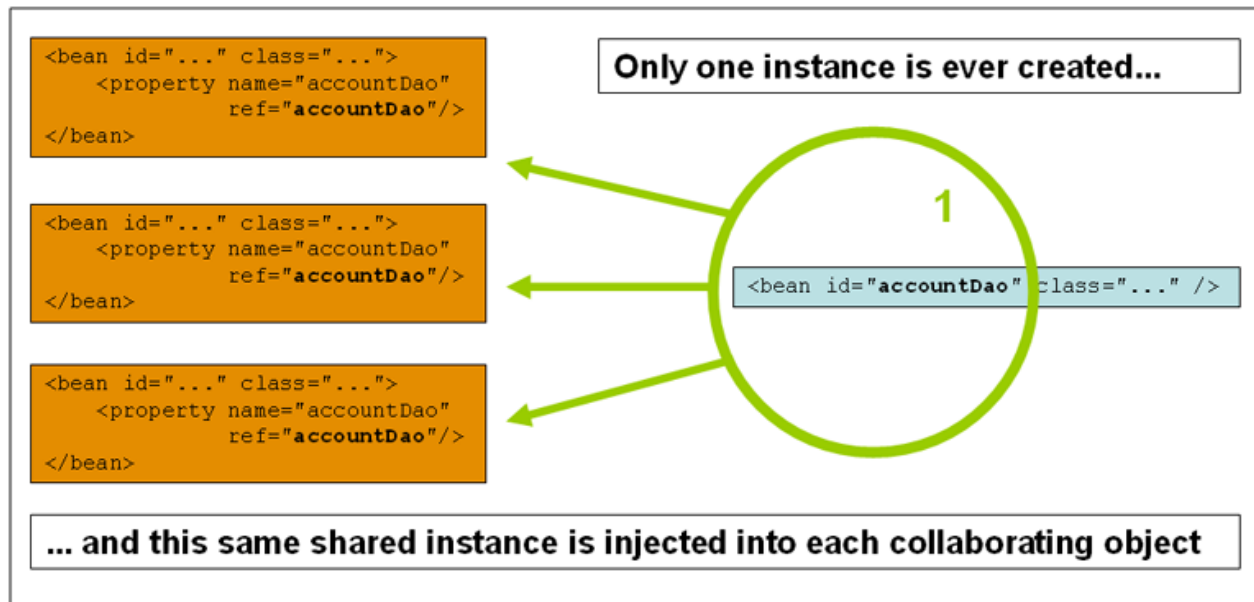 <bean id="..." class="...">
    <property name="accountDao"
              ref="accountDao"/>
</bean>
Only one instance is ever created...
1
<bean id="..." class="...">
    <property name="accountDao"
              ref="accountDao"/>
</bean>
<bean id="accountDao" class="..." />
<bean id="..." class="...">
    <property name="accountDao"
              ref="accountDao"/>
</bean>
... and this same shared instance is injected into each collaborating object